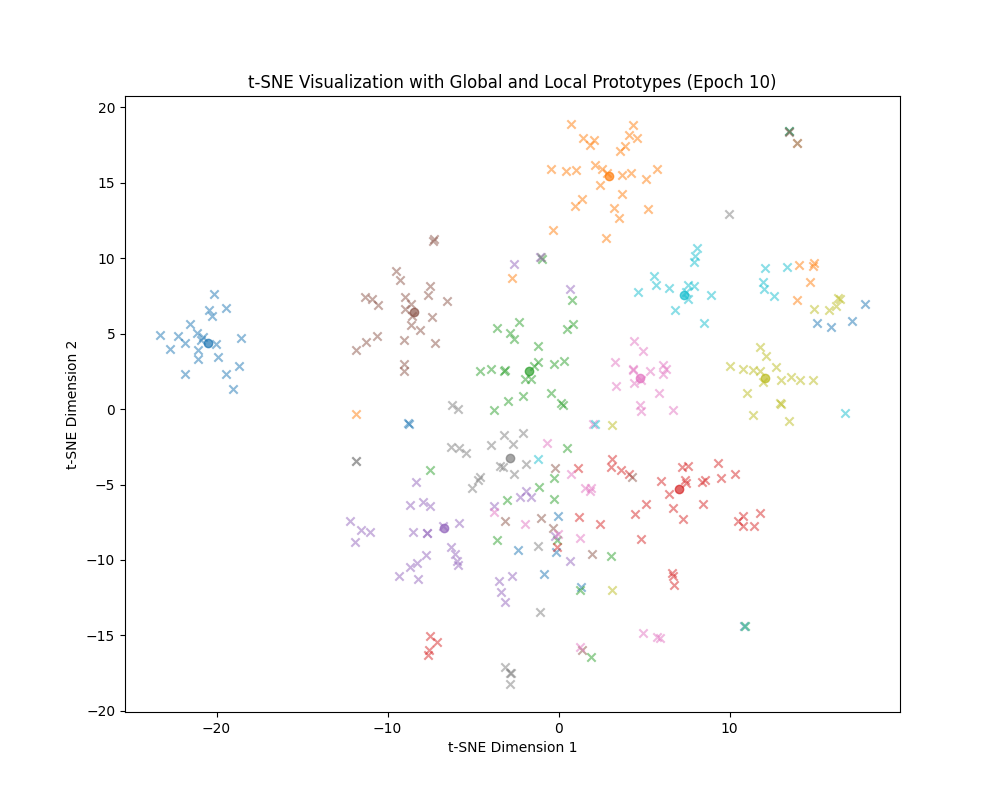 t-SNE Visualization with Global and Local Prototypes (Epoch 10)
20
15
10
5
0
−5
−10
−15
−20
t-SNE Dimension 2
−20 −10 0 10
t-SNE Dimension 1